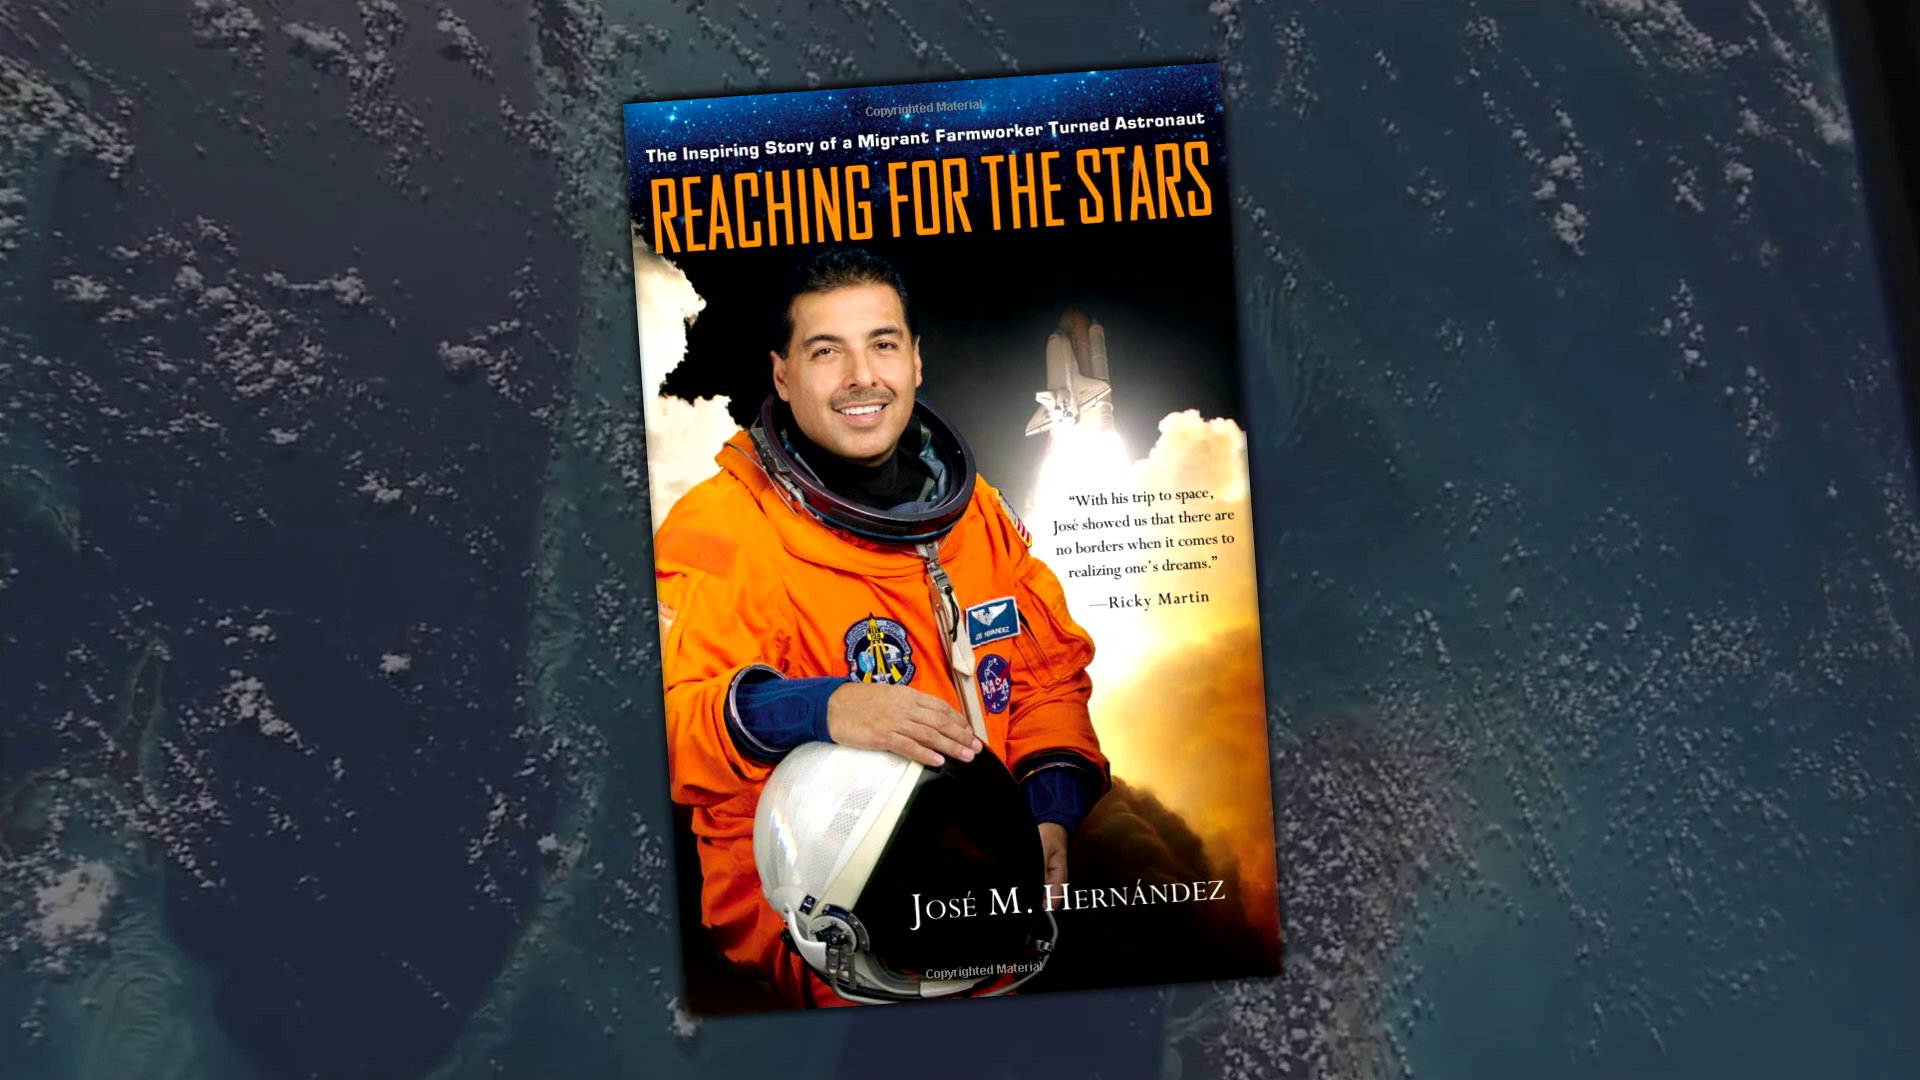 Copyrighted Material
The Inspiring Story of a Migrant Farmworker Turned Astronaut
REACHING FOR THE STARS
“With his trip to space,
José showed us that there are
no borders when it comes to
realizing one’s dreams.”
—Ricky Martin
NASA
JOSÉ M. HERNÁNDEZ
Copyrighted Material